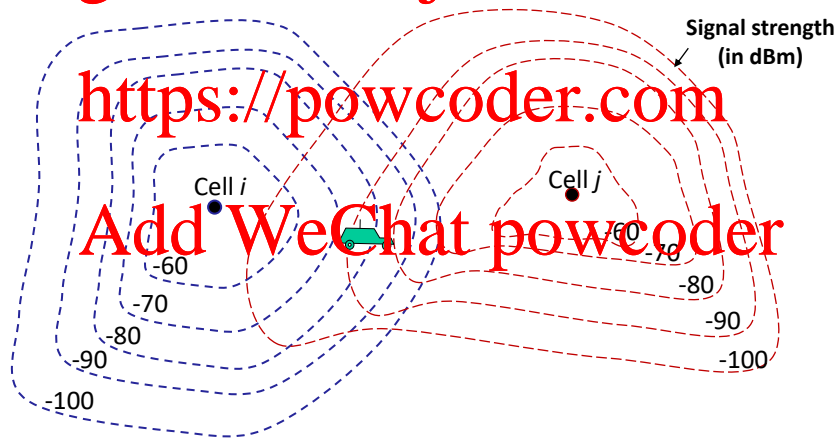 Signal strength
(in dBm)
https://powcoder.com
Cell i
Cell j
Add WeChat powcoder
-60
-70
-80
-90
-100
-60
-70
-80
-90
-100